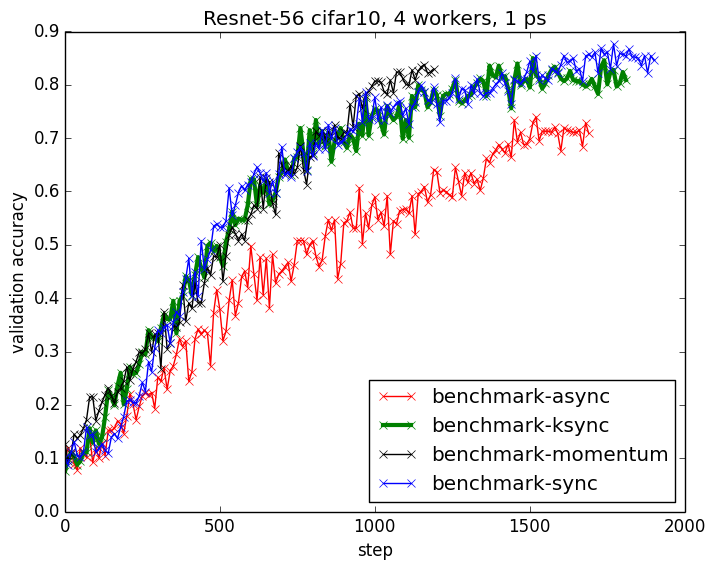 Resnet-56 cifar10, 4 workers, 1 ps
validation accuracy
0.9
0.8
0.7
0.6
0.5
0.4
0.3
0.2
0.1
0.0
benchmark-async
benchmark-ksync
benchmark-momentum
benchmark-sync
0 500 1000 1500 2000
step